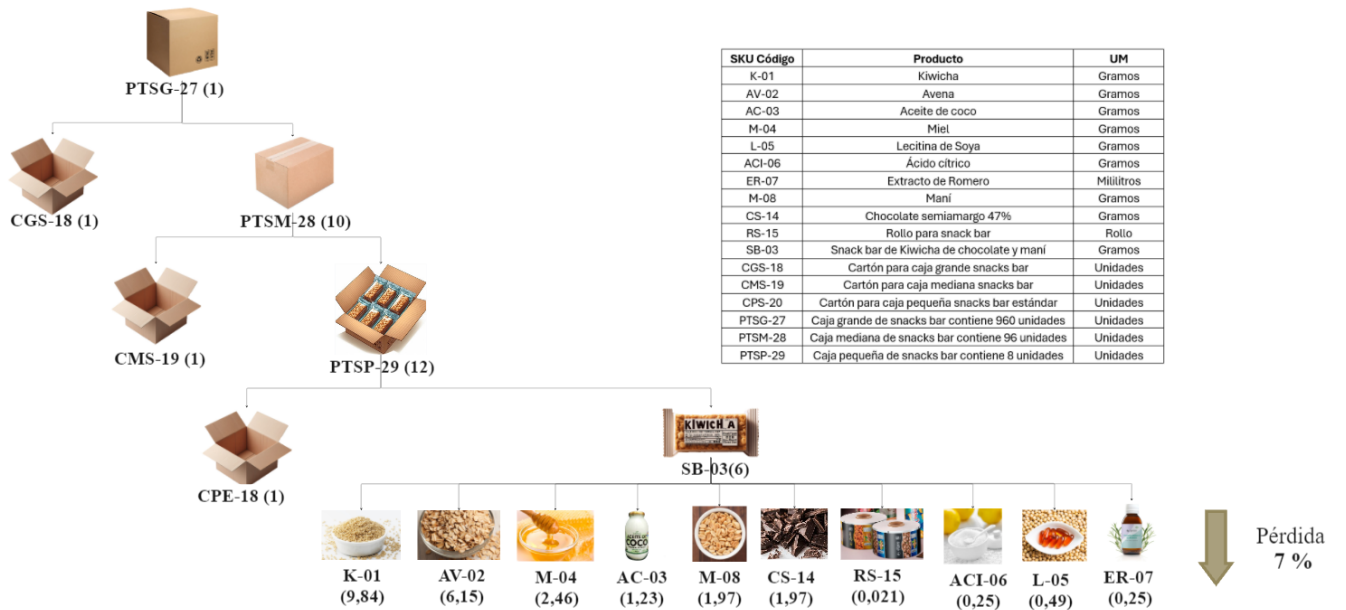 PTSG-27 (1)
CGS-18 (1)
PTSM-28 (10)
CMS-19 (1)
PTSP-29 (12)
CPE-18 (1)
KIWICH A
SB-03(6)
COCO
K-01
(9,84)
AV-02
(6,15)
M-04
(2,46)
AC-03
(1,23)
M-08
(1,97)
CS-14
(1,97)
RS-15
(0,021)
ACI-06
(0,25)
L-05
(0,49)
ER-07
(0,25)
Pérdida
7 %
SKU Código Producto UM
K-01 Kiwicha Gramos
AV-02 Avena Gramos
AC-03 Aceite de coco Gramos
M-04 Miel Gramos
L-05 Lecitina de Soya Gramos
ACI-06 Ácido cítrico Gramos
ER-07 Extracto de Romero Mililitros
M-08 Maní Gramos
CS-14 Chocolate semiamargo 47% Gramos
RS-15 Rollo para snack bar Rollo
SB-03 Snack bar de Kiwicha de chocolate y maní Gramos
CGS-18 Cartón para caja grande snacks bar Unidades
CMS-19 Cartón para caja mediana snacks bar Unidades
CPS-20 Cartón para caja pequeña snacks bar estándar Unidades
PTSG-27 Caja grande de snacks bar contiene 960 unidades Unidades
PTSM-28 Caja mediana de snacks bar contiene 96 unidades Unidades
PTSP-29 Caja pequeña de snacks bar contiene 8 unidades Unidades